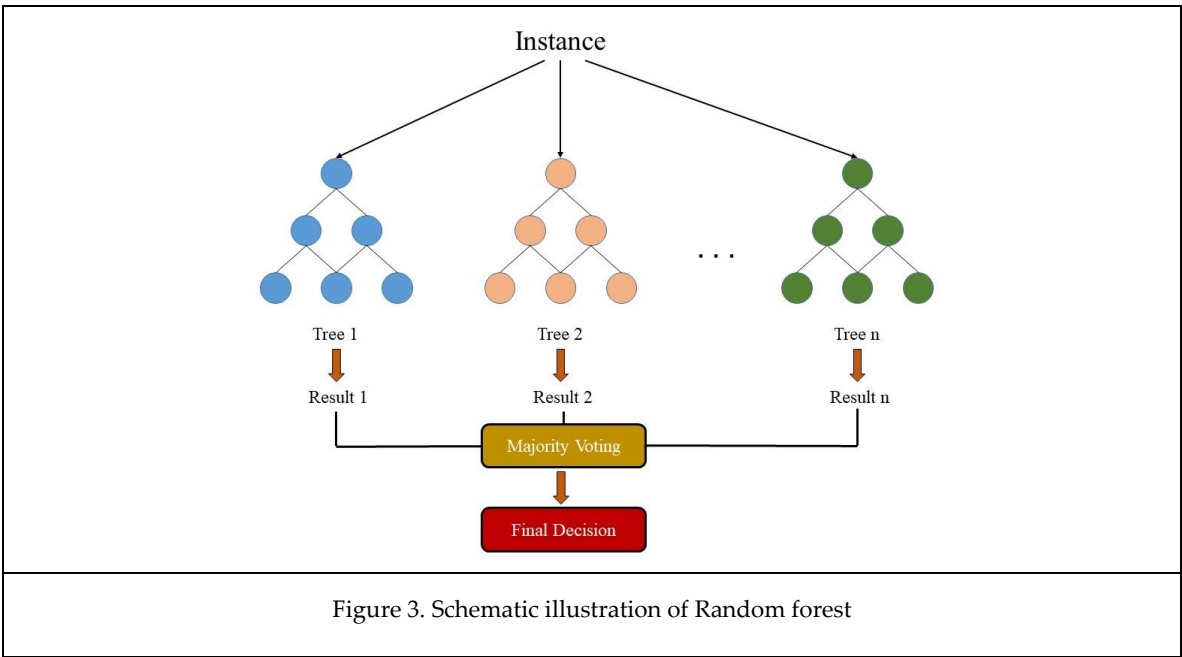 Instance
. . .
Tree 1
Tree 2
Tree n
Result 1
Result 2
Result n
Majority Voting
Final Decision
Figure 3. Schematic illustration of Random forest